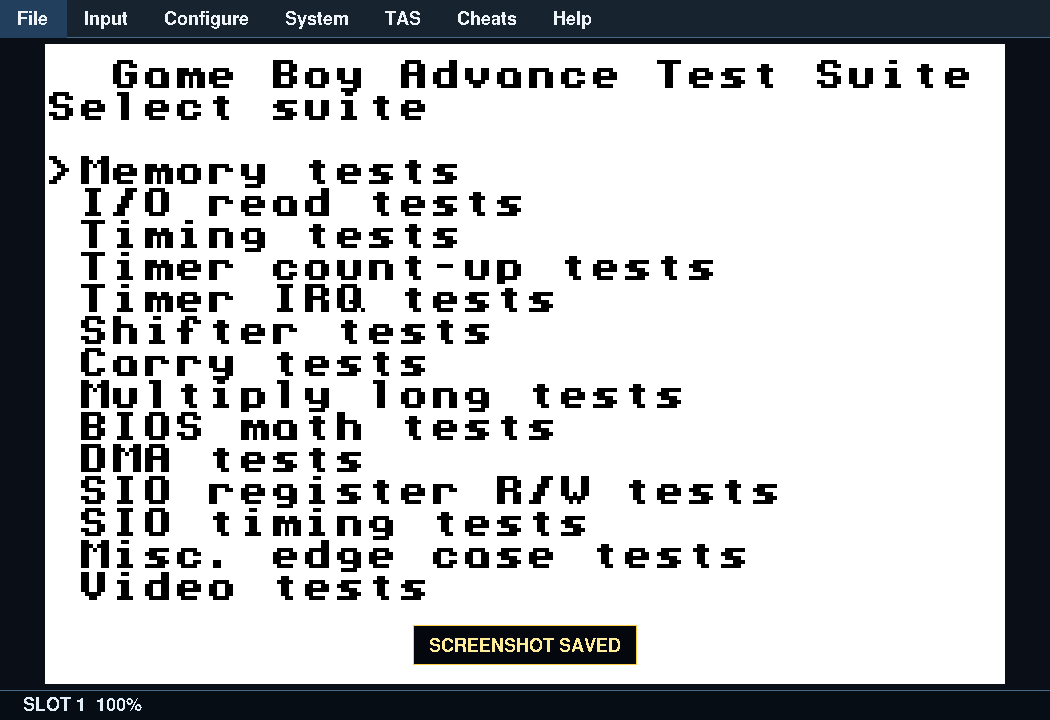 File Input Configure System TAS Cheats Help
Game Boy Advance Test Suite
Select suite
>Memory tests
I/O read tests
Timing tests
Timer count-up tests
Timer IRQ tests
Shifter tests
Carry tests
Multiply long tests
BIOS math tests
DMA tests
SIO register R/W tests
SIO timing tests
Misc. edge case tests
Video tests
SCREENSHOT SAVED
SLOT 1 100%